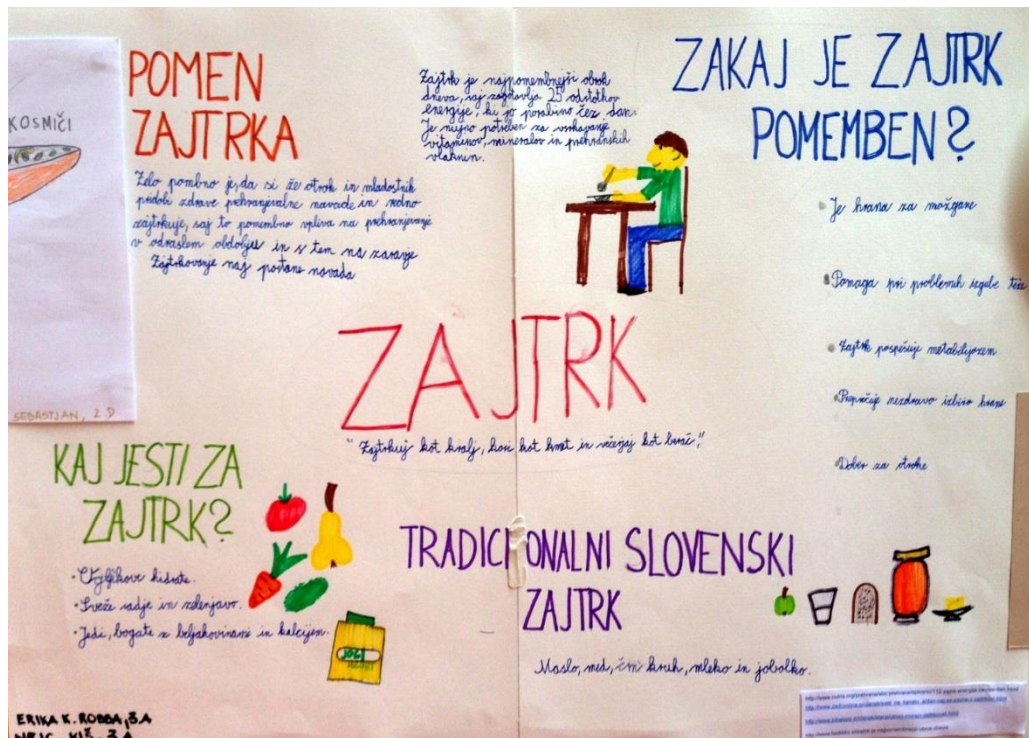 KOSMIČI
SEBASTJAN, 2.D
POMEN
ZAJTRKA
Zelo pombno je, da si že otrok in mladostnik
pridobi zdrave prehranjevalne navade in redno
zajtrkuje, saj to pomembno vpliva na prehranjevanje
v odraslem obdobju in s tem na zdravje
Zajtrkovanje naj postane navada
Zajtrk je najpomembnejši obrok
dneva, saj zagotavlja 25 odstotkov
energije, ki jo porabimo čez dan.
Je nujno potreben za vsrkavanje
vitaminov, mineralov in prehranskih
vlaknin.
ZAKAJ JE ZAJTRK
POMEMBEN?
Je hrana za možgane
Pomaga pri problemih izgube teže
Zajtrk pospešuje metabilijozem
Preprečuje nezdravo izbiro hrane
Dober za otroke
ZAJTRK
"Zajtrkuj kot kralj, kosi kot kmet in večerjaj kot berač,"
KAJ JESTI ZA
ZAJTRK?
• Ogljikove hidrate.
• Sveže sadje in zelenjavo.
• Jedi, bogate z beljakovinami in kalcijem.
TRADICIONALNI SLOVENSKI
ZAJTRK
Maslo, med, črn kruh, mleko in jabolko.
ERIKA K. ROBBA, 3.A